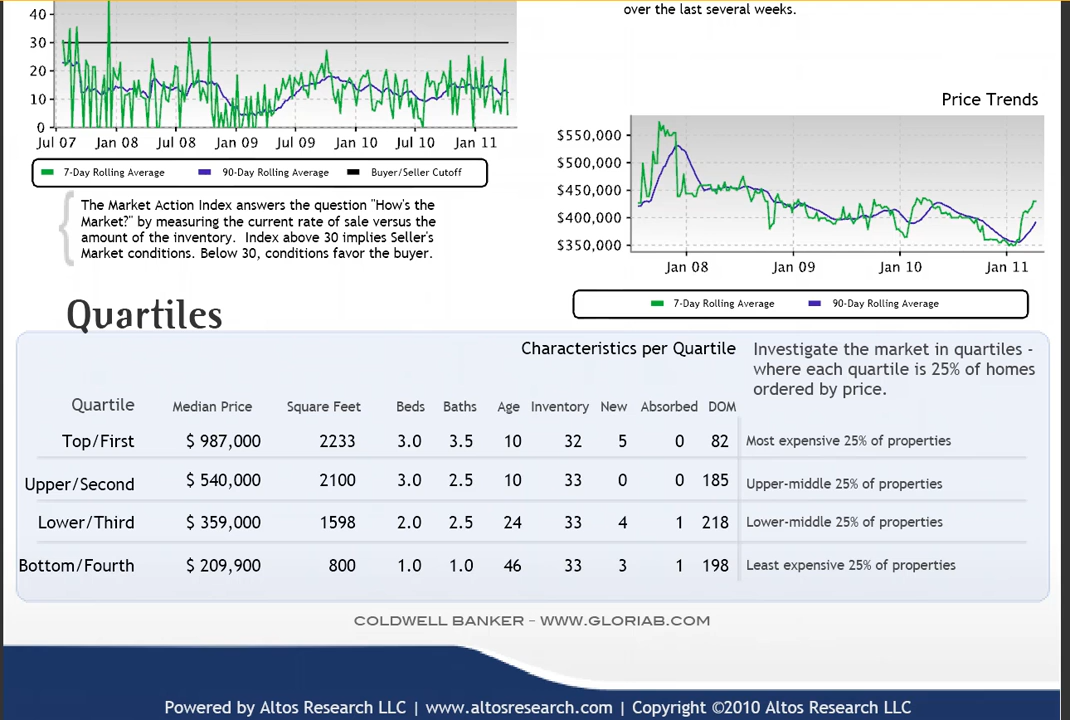 over the last several weeks.
40
30
20
10
0
Jul 07 Jan 08 Jul 08 Jan 09 Jul 09 Jan 10 Jul 10 Jan 11
7-Day Rolling Average 90-Day Rolling Average Buyer/Seller Cutoff
The Market Action Index answers the question "How's the
Market?" by measuring the current rate of sale versus the
amount of the inventory. Index above 30 implies Seller's
Market conditions. Below 30, conditions favor the buyer.
Price Trends
$550,000
$500,000
$450,000
$400,000
$350,000
Jan 08 Jan 09 Jan 10 Jan 11
7-Day Rolling Average 90-Day Rolling Average
Quartiles
Characteristics per Quartile
Investigate the market in quartiles -
where each quartile is 25% of homes
ordered by price.
Quartile Median Price Square Feet Beds Baths Age Inventory New Absorbed DOM
Top/First $ 987,000 2233 3.0 3.5 10 32 5 0 82 Most expensive 25% of properties
Upper/Second $ 540,000 2100 3.0 2.5 10 33 0 0 185 Upper-middle 25% of properties
Lower/Third $ 359,000 1598 2.0 2.5 24 33 4 1 218 Lower-middle 25% of properties
Bottom/Fourth $ 209,900 800 1.0 1.0 46 33 3 1 198 Least expensive 25% of properties
COLDWELL BANKER - WWW.GLORIAB.COM
Powered by Altos Research LLC | www.altosresearch.com | Copyright ©2010 Altos Research LLC